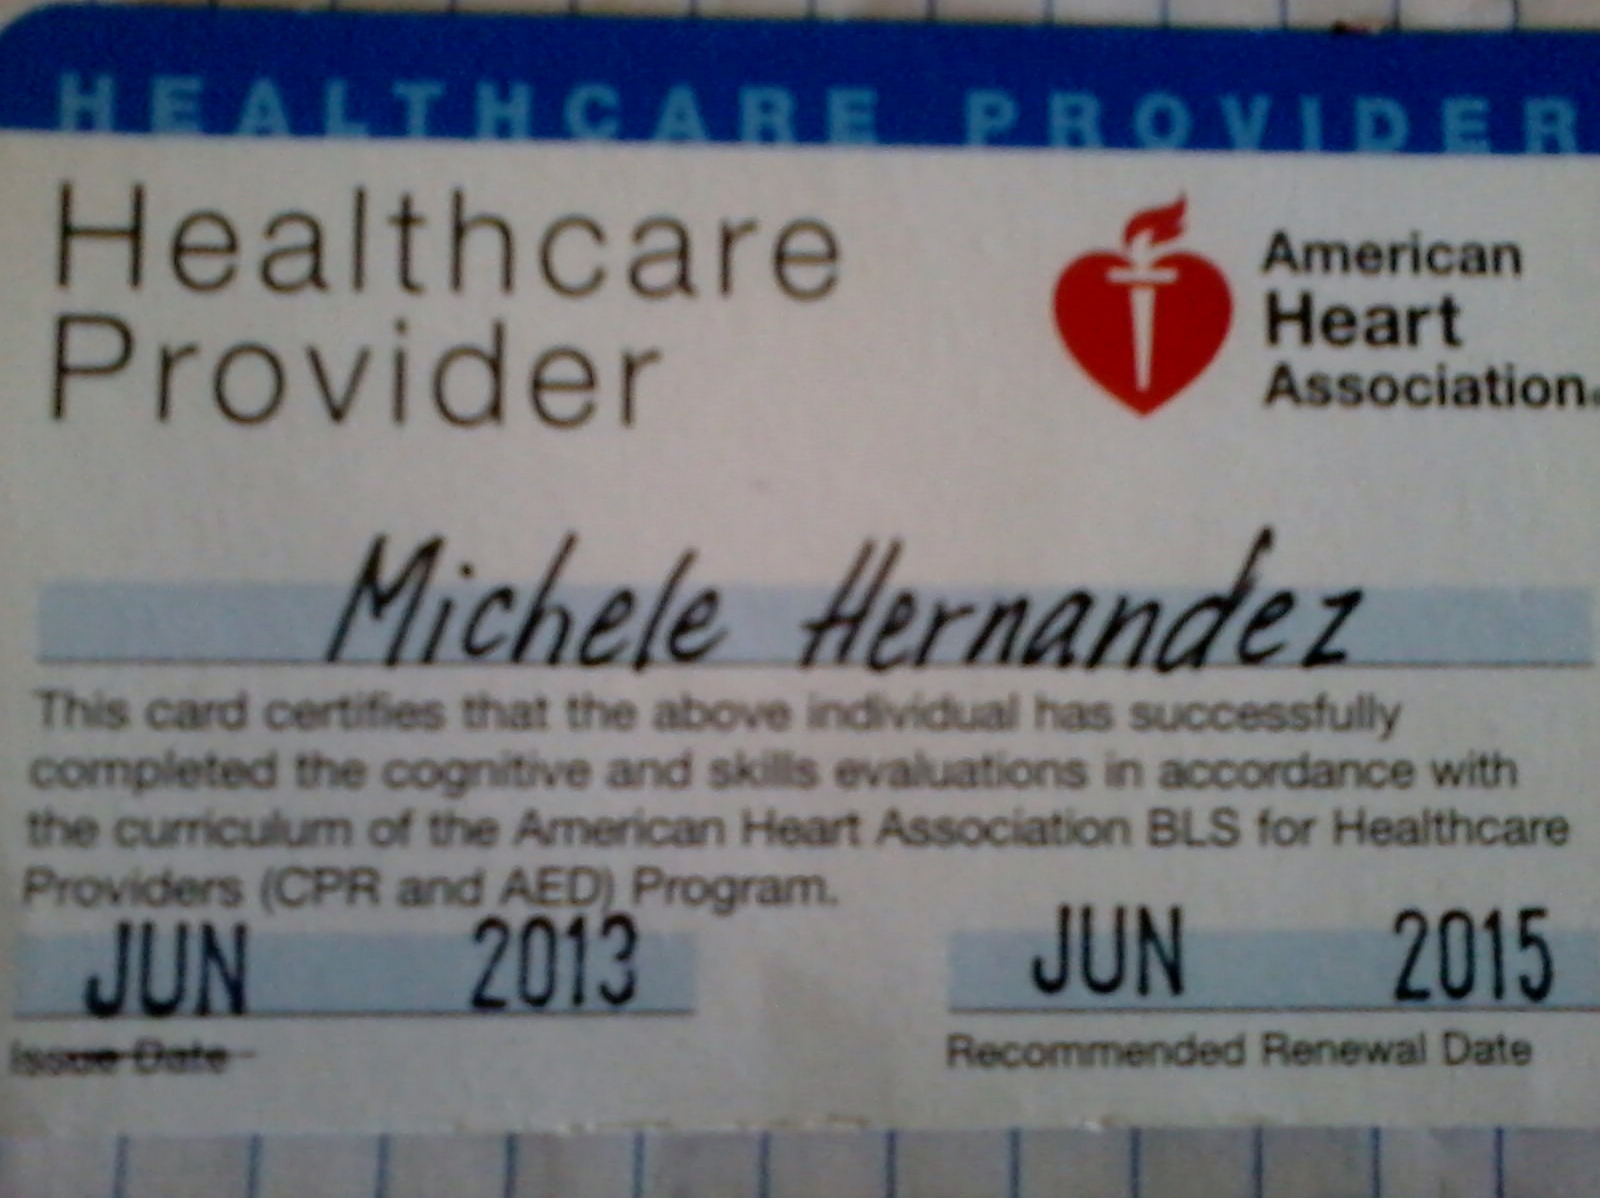 HEALTHCARE PROVIDER
Healthcare
Provider
American
Heart
Association®
Michele Hernandez
This card certifies that the above individual has successfully
completed the cognitive and skills evaluations in accordance with
the curriculum of the American Heart Association BLS for Healthcare
Providers (CPR and AED) Program.
JUN 2013
JUN 2015
Issue Date
Recommended Renewal Date